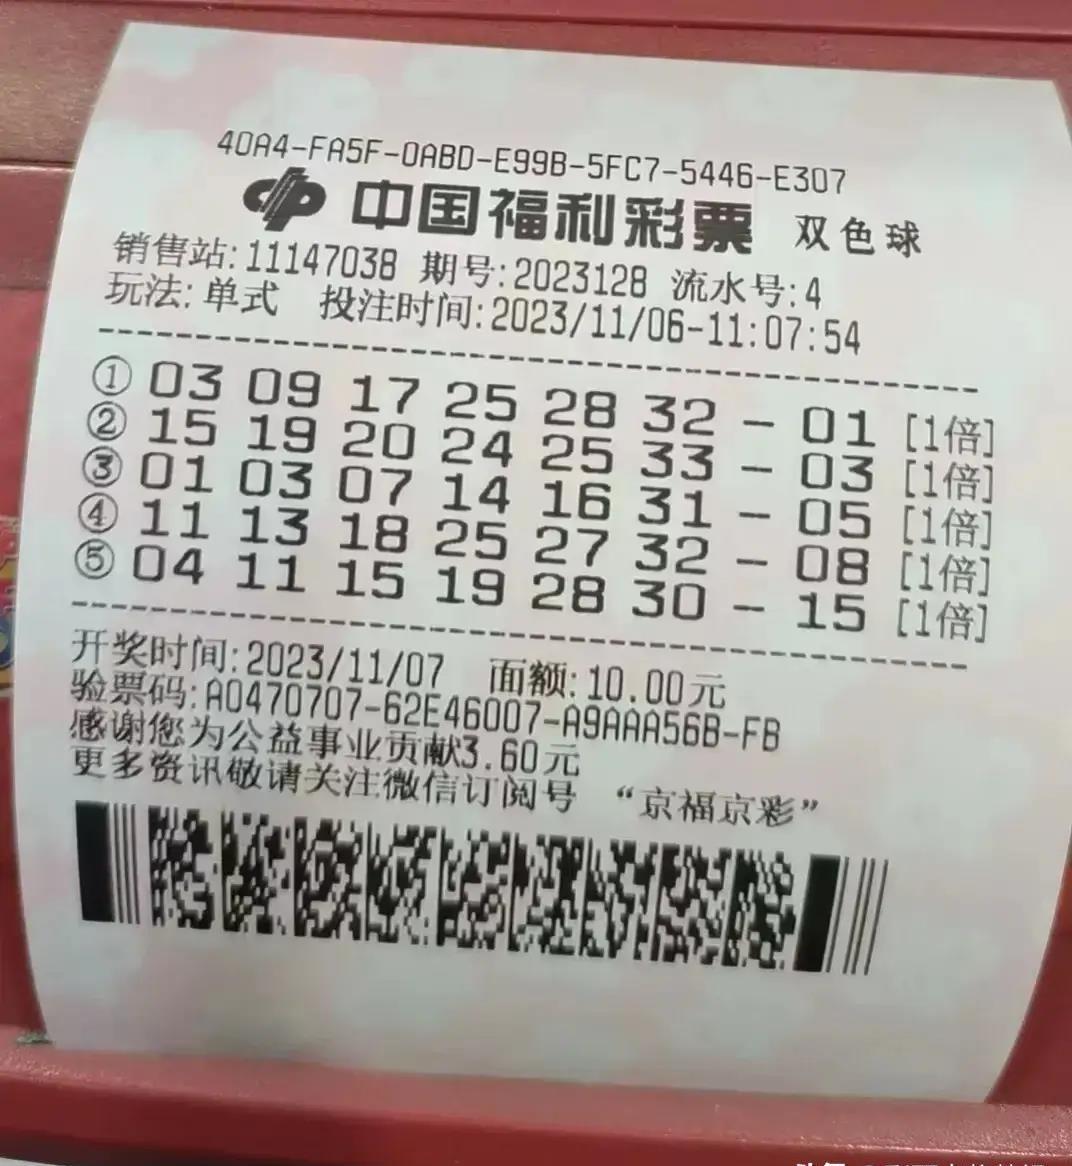 40A4-FA5F-0ABD-E99B-5FC7-5446-E307
中国福利彩票 双色球
销售站:11147038 期号:2023128 流水号:4
玩法:单式 投注时间:2023/11/06-11:07:54
① 03 09 17 25 28 32 - 01 [1倍]
② 15 19 20 24 25 33 - 03 [1倍]
③ 01 03 07 14 16 31 - 05 [1倍]
④ 11 13 18 25 27 32 - 08 [1倍]
⑤ 04 11 15 19 28 30 - 15 [1倍]
开奖时间:2023/11/07 面额:10.00元
验票码:A0470707-62E46007-A9AAA56B-FB
感谢您为公益事业贡献3.60元
更多资讯敬请关注微信订阅号 “京福京彩”